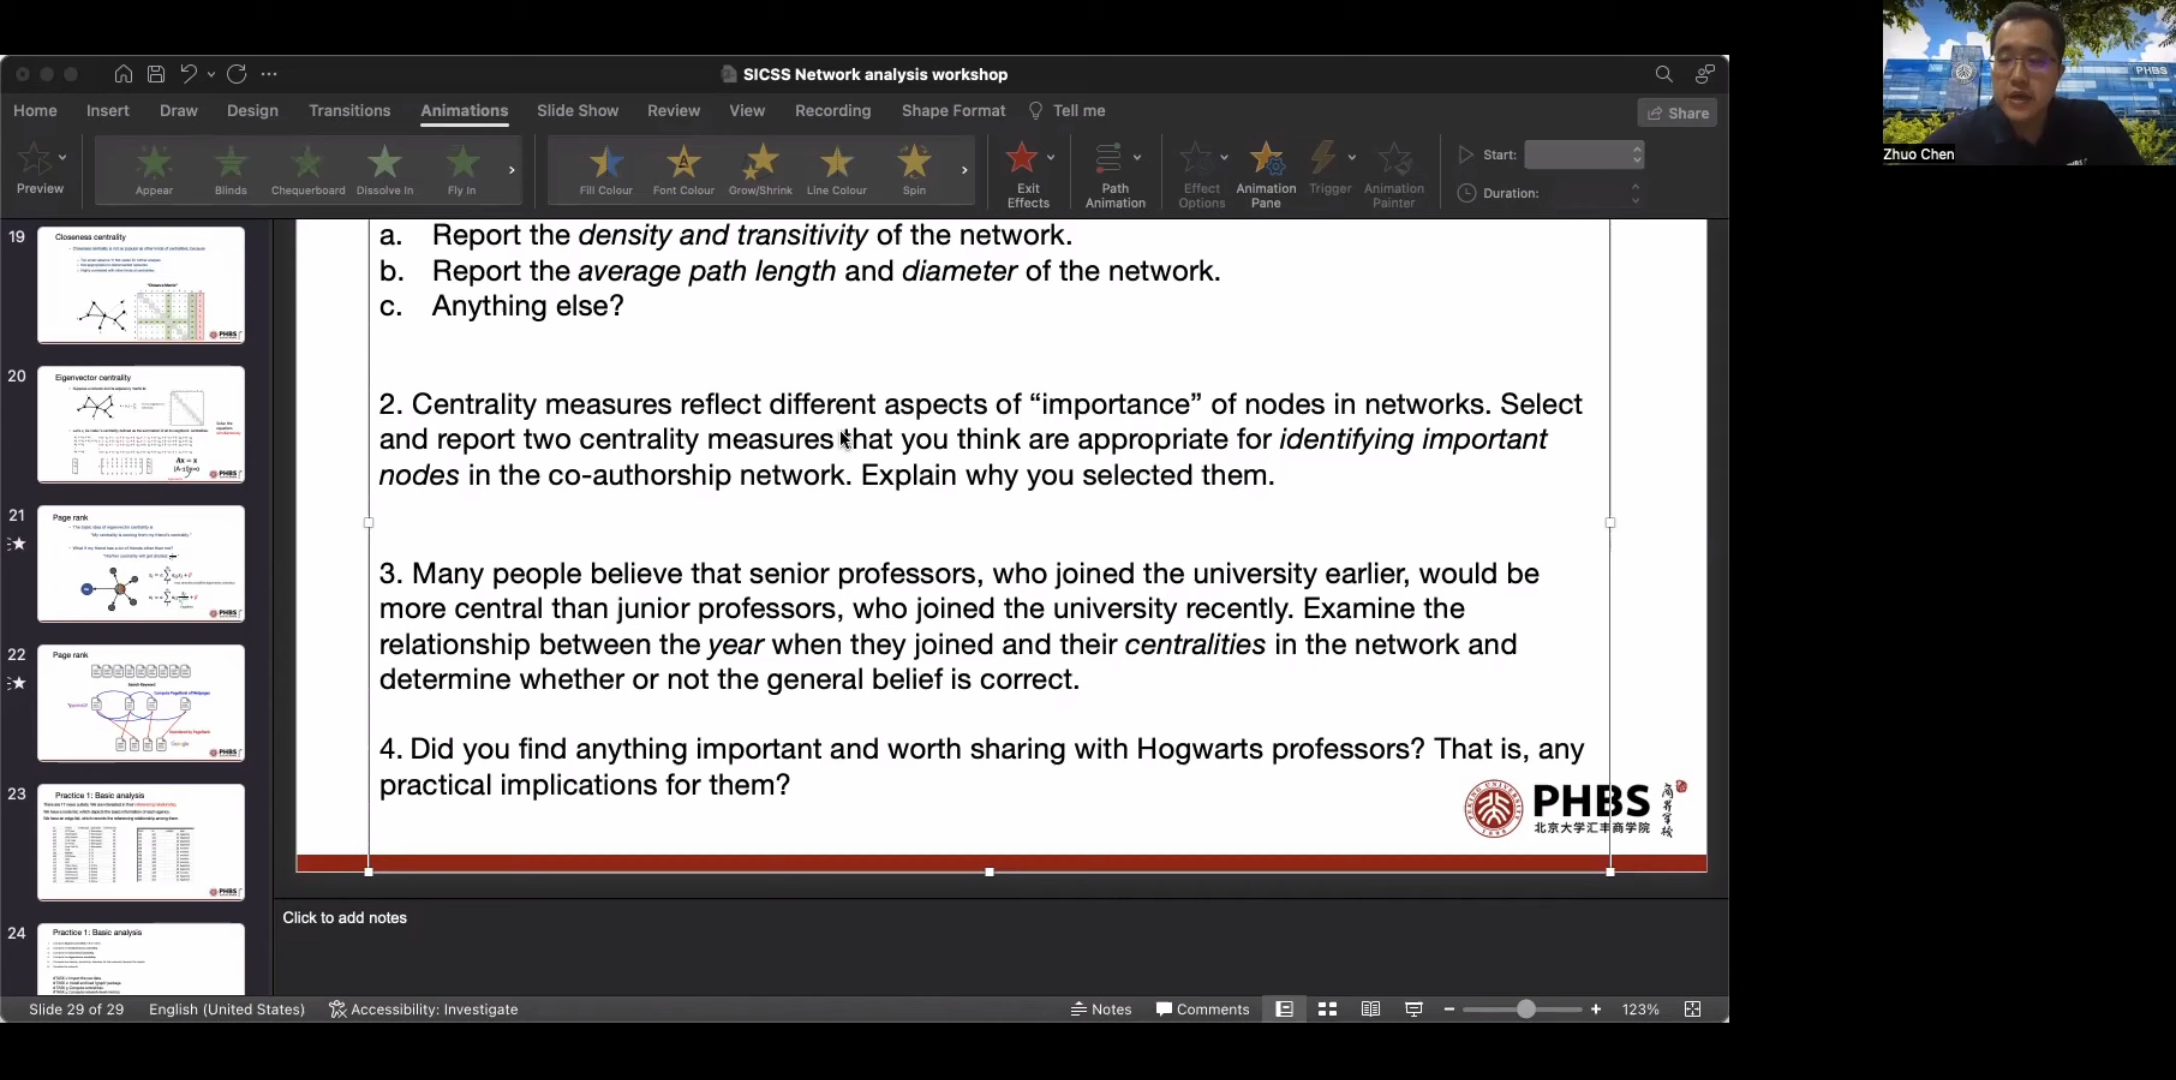 SICSS Network analysis workshop
Home Insert Draw Design Transitions Animations Slide Show Review View Recording Shape Format Tell me
Share
Preview
Appear Blinds Chequerboard Dissolve In Fly In
Fill Colour Font Colour Grow/Shrink Line Colour Spin
Exit Effects
Path Animation
Effect Options
Animation Pane
Trigger
Animation Painter
Start:
Duration:
PHBS
Zhuo Chen
19
Closeness centrality
PHBS
20
Eigenvector centrality
PHBS
21
Page rank
PHBS
22
Page rank
Google
PHBS
23
Practice 1: Basic analysis
PHBS
24
Practice 1: Basic analysis
a. Report the density and transitivity of the network.
b. Report the average path length and diameter of the network.
c. Anything else?
2. Centrality measures reflect different aspects of “importance” of nodes in networks. Select
and report two centrality measures that you think are appropriate for identifying important
nodes in the co-authorship network. Explain why you selected them.
3. Many people believe that senior professors, who joined the university earlier, would be
more central than junior professors, who joined the university recently. Examine the
relationship between the year when they joined and their centralities in the network and
determine whether or not the general belief is correct.
4. Did you find anything important and worth sharing with Hogwarts professors? That is, any
practical implications for them?
PHBS
北京大学汇丰商学院
商界军校
Click to add notes
Slide 29 of 29 English (United States) Accessibility: Investigate
Notes Comments
123%